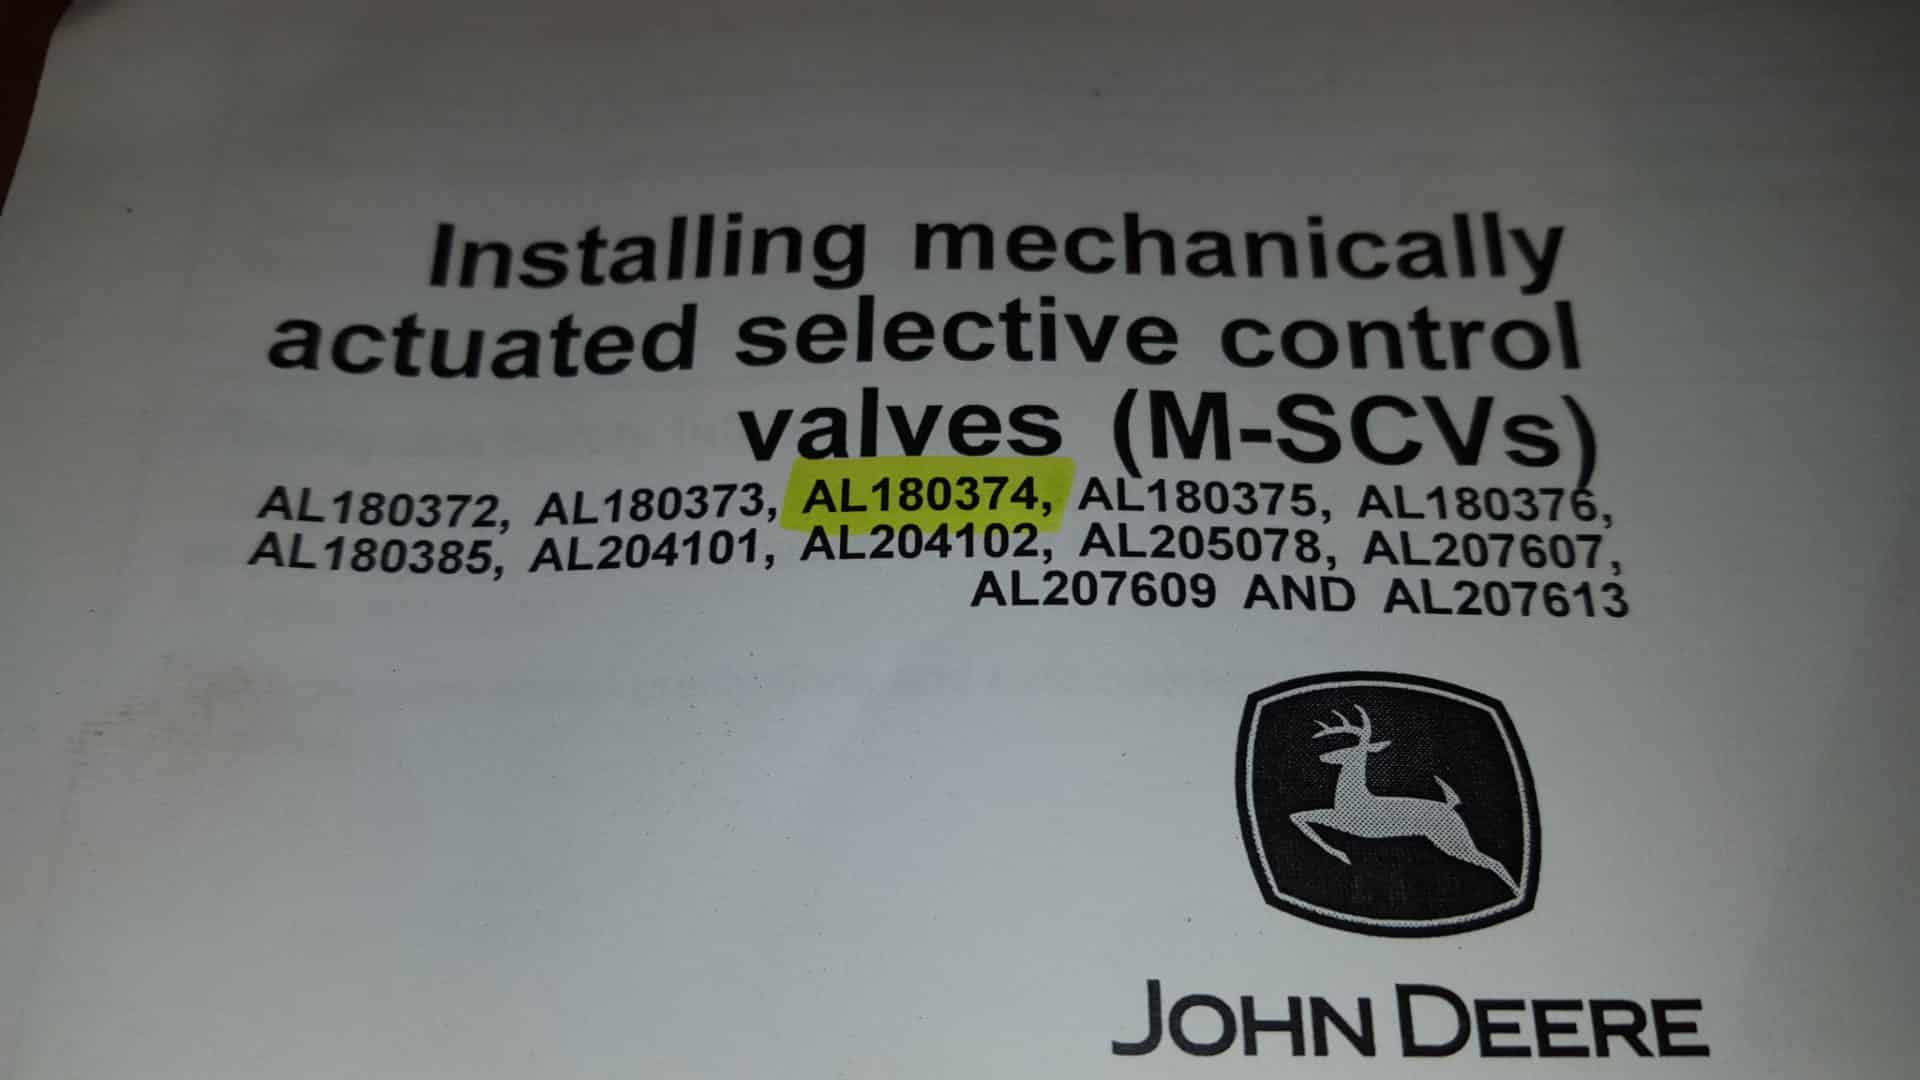 Installing mechanically
actuated selective control
valves (M-SCVs)
AL180372, AL180373, AL180374, AL180375, AL180376,
AL180385, AL204101, AL204102, AL205078, AL207607,
AL207609 AND AL207613
JOHN DEERE